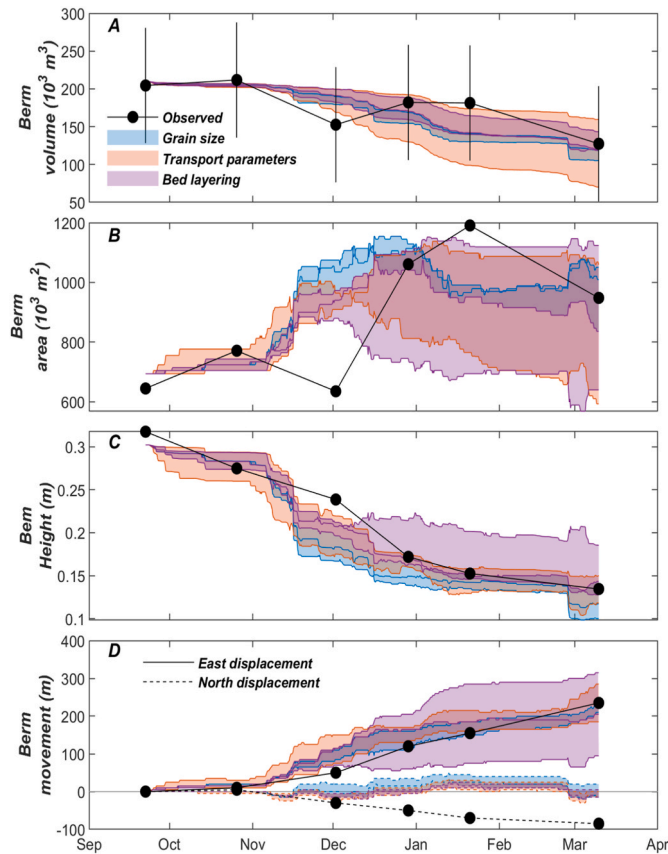 A
Berm
volume (10³ m³)
300
250
200
150
100
50
Observed
Grain size
Transport parameters
Bed layering
B
Berm
area (10³ m²)
1200
1000
800
600
C
Bem
Height (m)
0.3
0.25
0.2
0.15
0.1
D
Berm
movement (m)
400
300
200
100
0
-100
East displacement
North displacement
Sep Oct Nov Dec Jan Feb Mar Apr